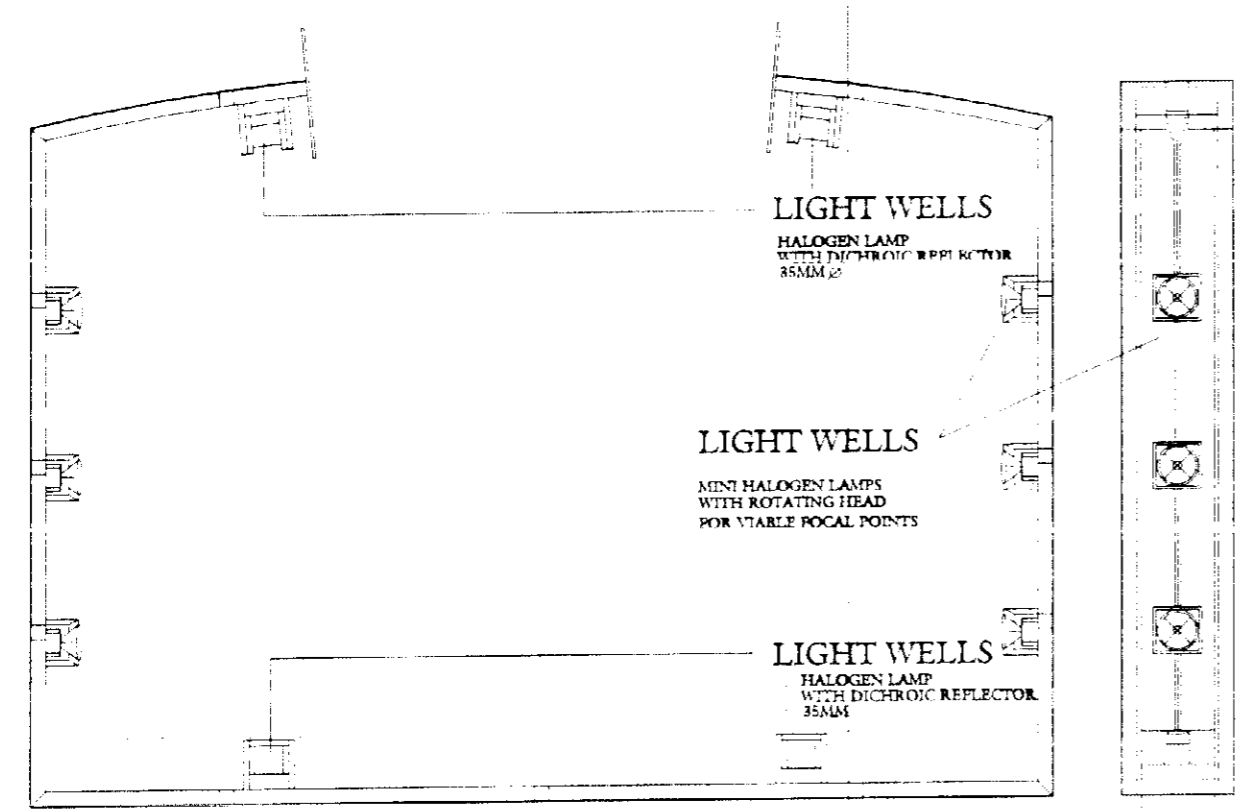 LIGHT WELLS
HALOGEN LAMP
WITH DICHROIC REFLECTOR
35MM ⌀
LIGHT WELLS
MINI HALOGEN LAMPS
WITH ROTATING HEAD
FOR VIABLE FOCAL POINTS
LIGHT WELLS
HALOGEN LAMP
WITH DICHROIC REFLECTOR
35MM